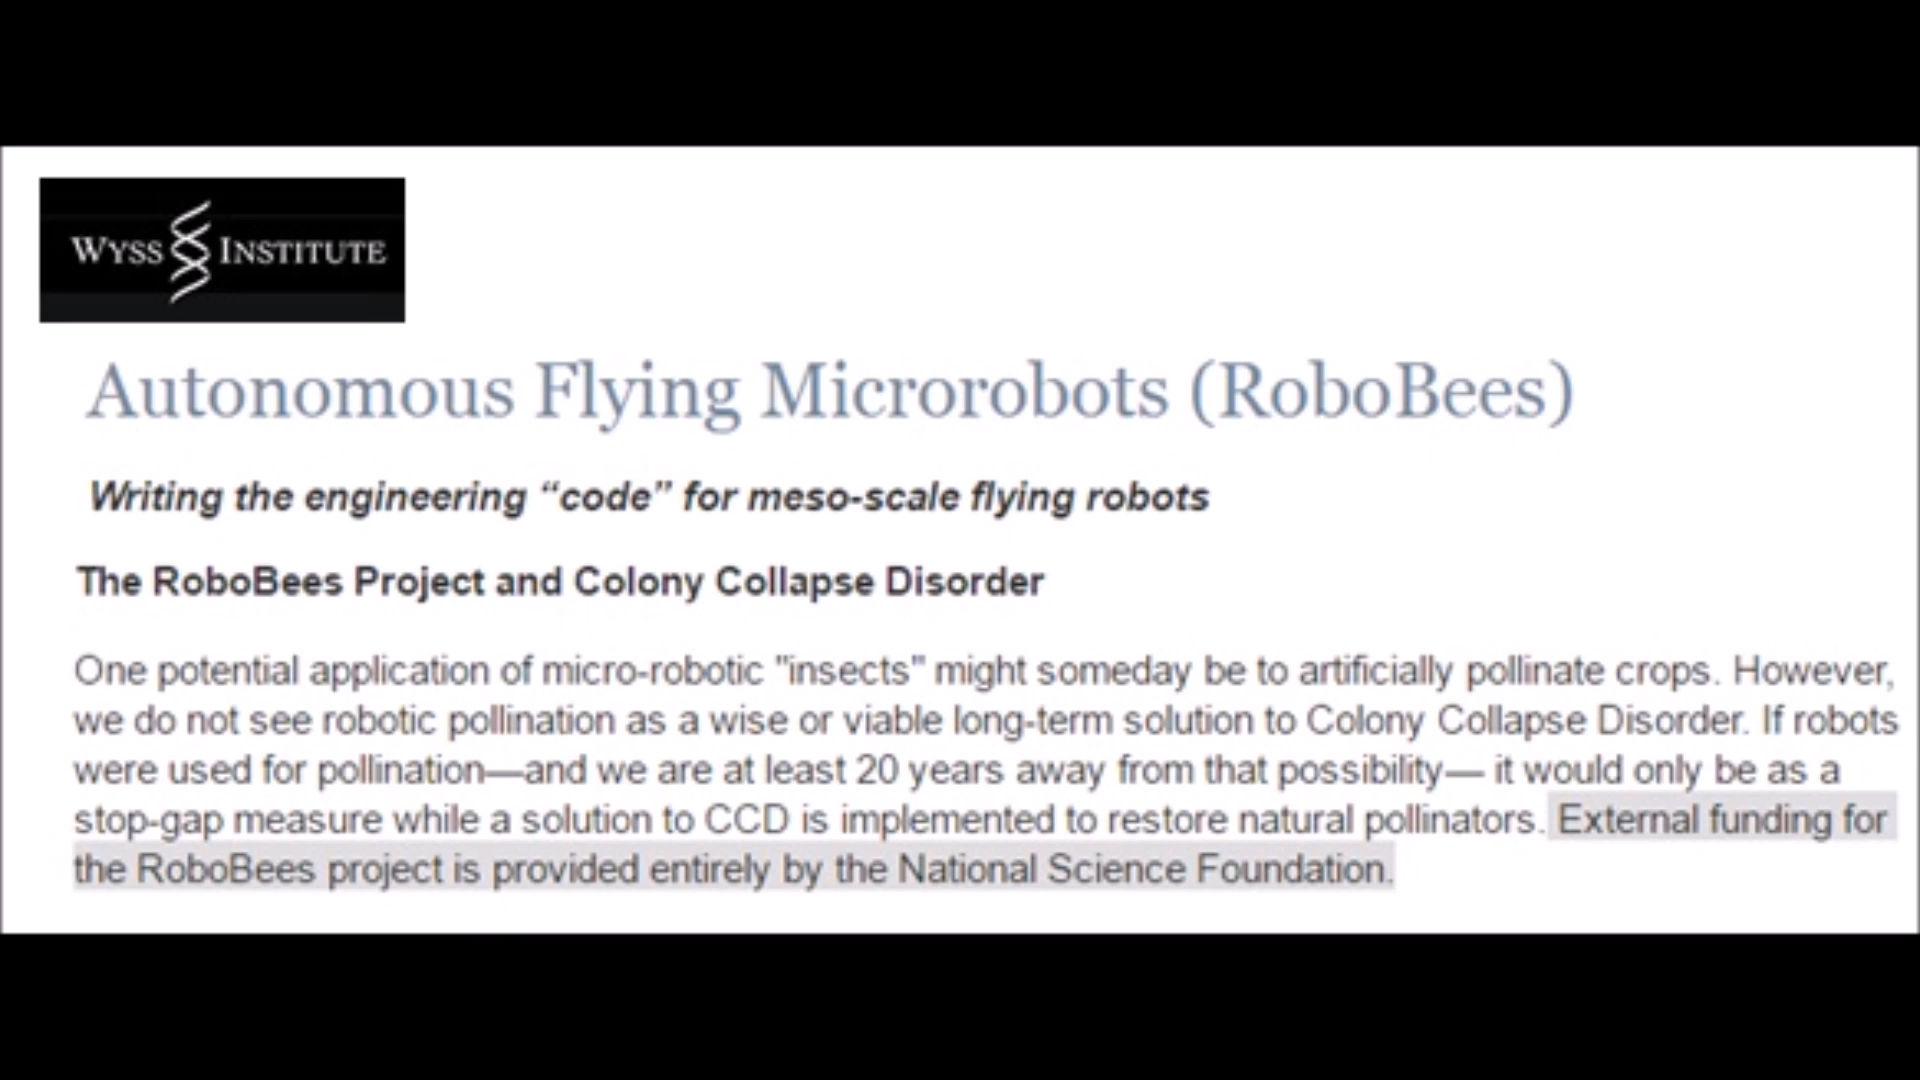 WYSS INSTITUTE
Autonomous Flying Microrobots (RoboBees)
Writing the engineering “code” for meso-scale flying robots
The RoboBees Project and Colony Collapse Disorder
One potential application of micro-robotic "insects" might someday be to artificially pollinate crops. However,
we do not see robotic pollination as a wise or viable long-term solution to Colony Collapse Disorder. If robots
were used for pollination—and we are at least 20 years away from that possibility— it would only be as a
stop-gap measure while a solution to CCD is implemented to restore natural pollinators. External funding for
the RoboBees project is provided entirely by the National Science Foundation.